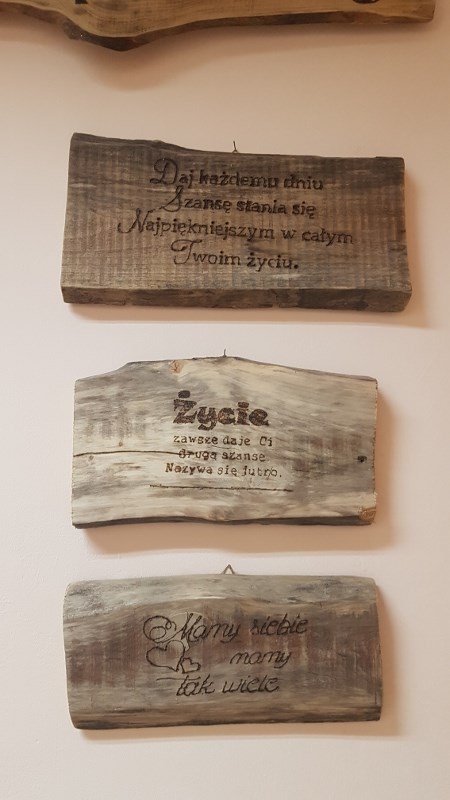 Daj każdemu dniu
Szansę stania się
Najpiękniejszym w całym
Twoim życiu.
Życie
zawsze daje Ci
drugą szansę
Nazywa się jutro.
Mamy siebie
mamy
tak wiele